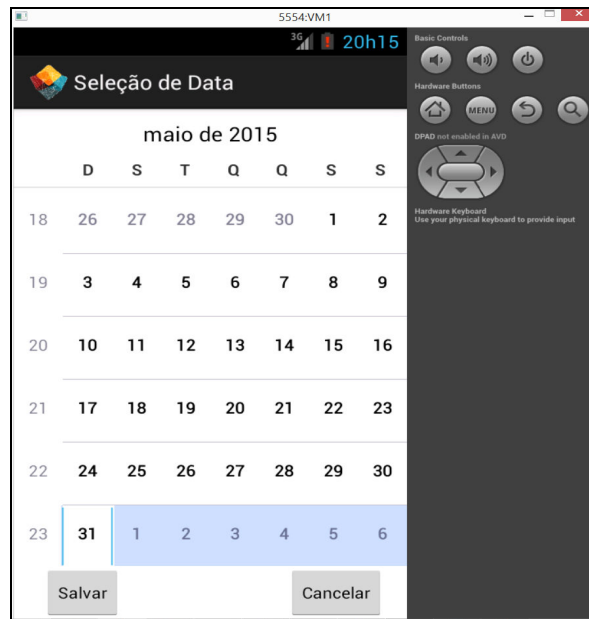 5554:VM1
3G 20h15
Seleção de Data
maio de 2015
D S T Q Q S S
18 26 27 28 29 30 1 2
19 3 4 5 6 7 8 9
20 10 11 12 13 14 15 16
21 17 18 19 20 21 22 23
22 24 25 26 27 28 29 30
23 31 1 2 3 4 5 6
Salvar Cancelar
Basic Controls
Hardware Buttons
MENU
DPAD not enabled in AVD
Hardware Keyboard
Use your physical keyboard to provide input